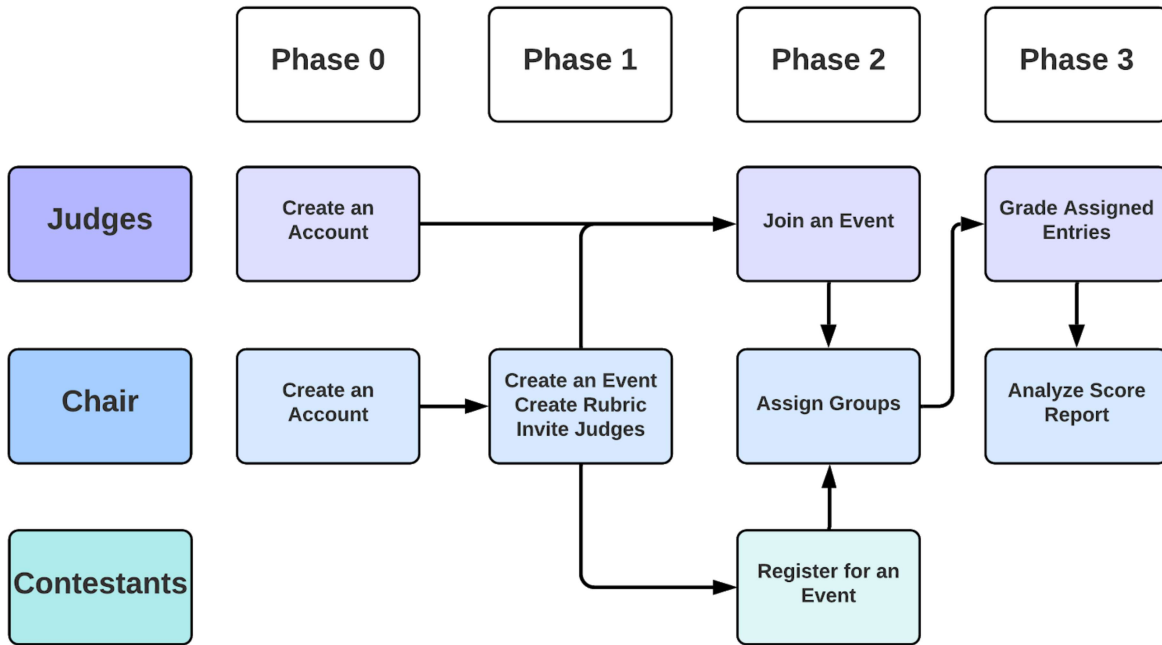 Phase 0
Phase 1
Phase 2
Phase 3
Judges
Create an
Account
Join an Event
Grade Assigned
Entries
Chair
Create an
Account
Create an Event
Create Rubric
Invite Judges
Assign Groups
Analyze Score
Report
Contestants
Register for an
Event